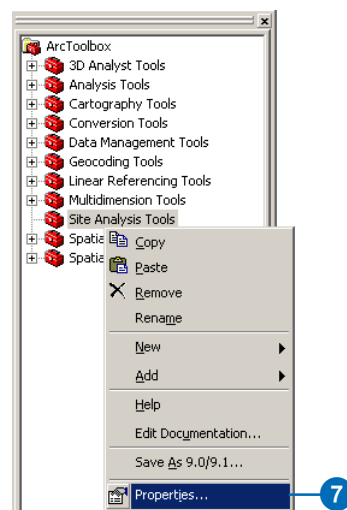 ArcToolbox
3D Analyst Tools
Analysis Tools
Cartography Tools
Conversion Tools
Data Management Tools
Geocoding Tools
Linear Referencing Tools
Multidimension Tools
Site Analysis Tools
Spatia
Spatia
Copy
Paste
Remove
Rename
New
Add
Help
Edit Documentation...
Save As 9.0/9.1...
Properties...
7